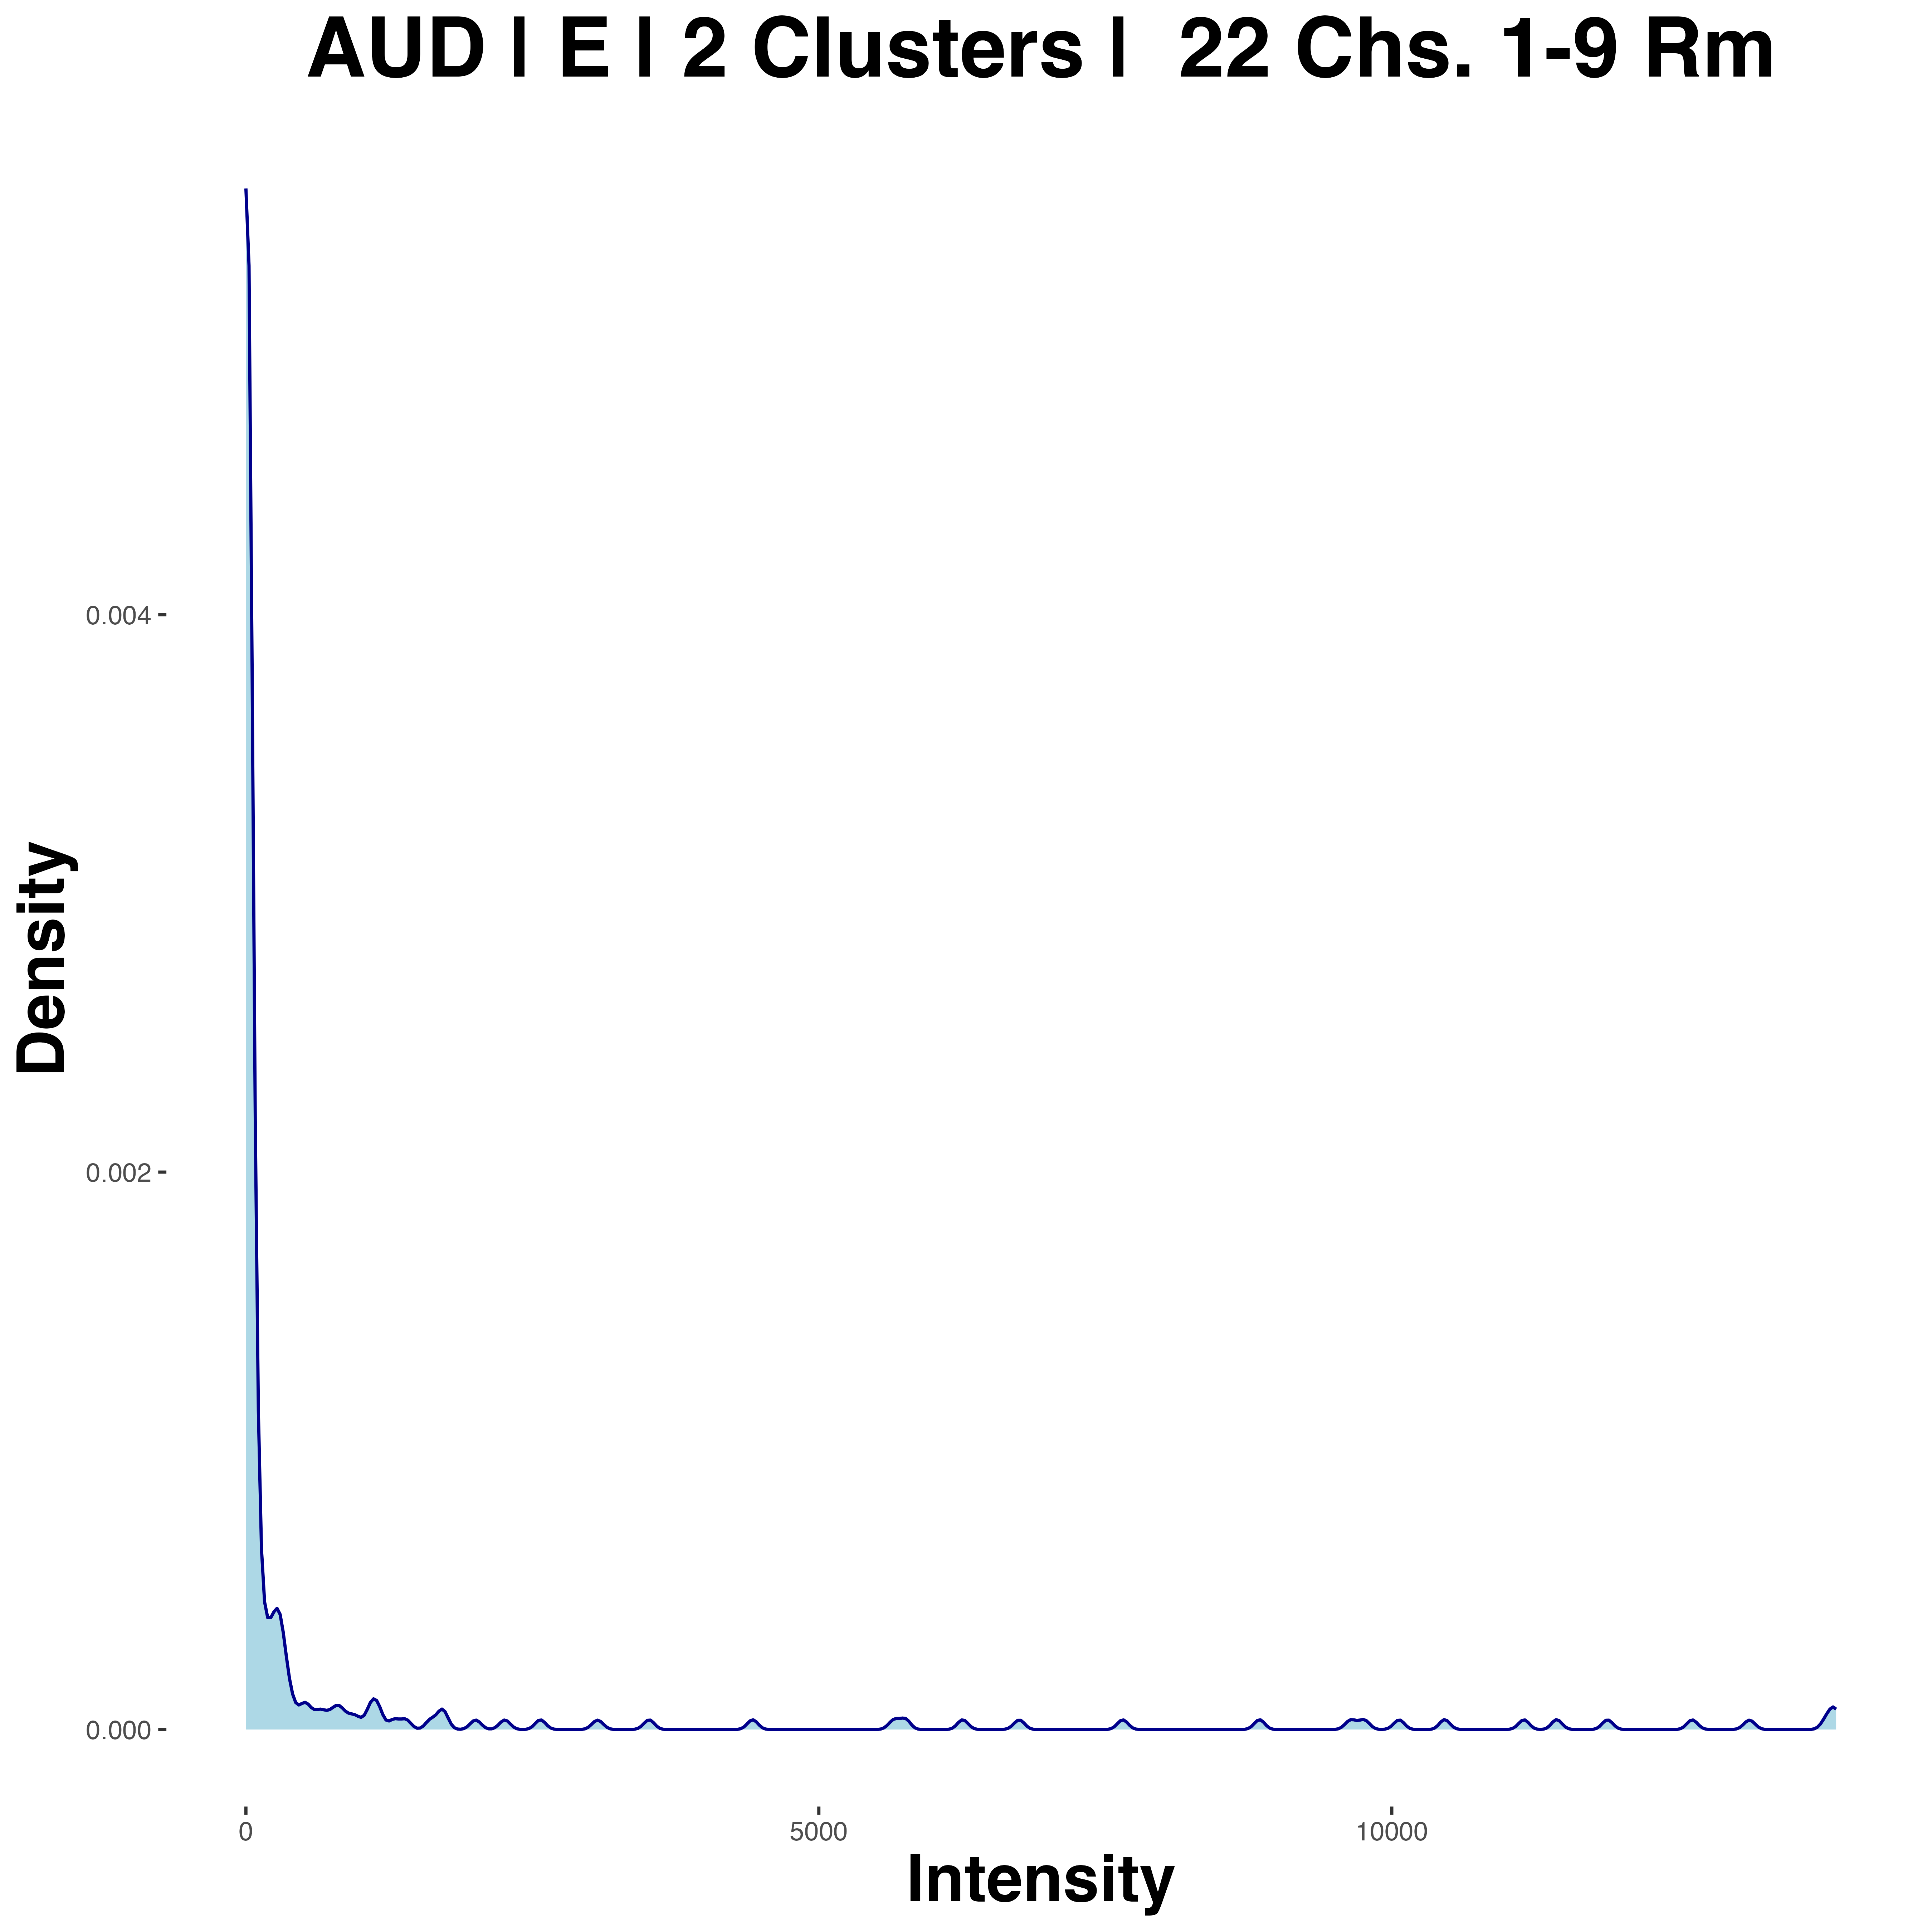 AUD | E | 2 Clusters | 22 Chs. 1-9 Rm
Density
0.004
0.002
0.000
0
5000
10000
Intensity